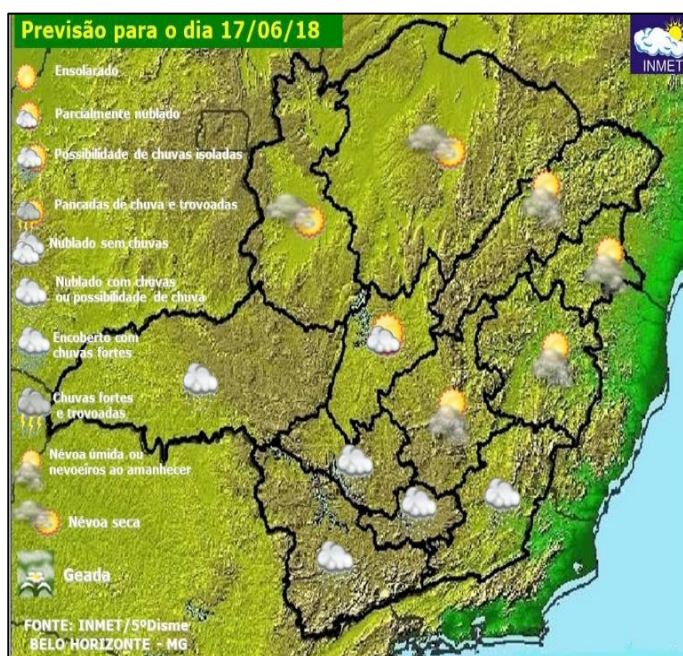 Previsão para o dia 17/06/18
INMET
Ensolarado
Parcialmente nublado
Possibilidade de chuvas isoladas
Pancadas de chuva e trovoadas
Nublado sem chuvas
Nublado com chuvas
ou possibilidade de chuva
Encoberto com
chuvas fortes
Chuvas fortes
e trovoadas
Névoa úmida ou
nevoeiros ao amanhecer
Névoa seca
Geada
FONTE: INMET/5ºDisme
BELO HORIZONTE - MG